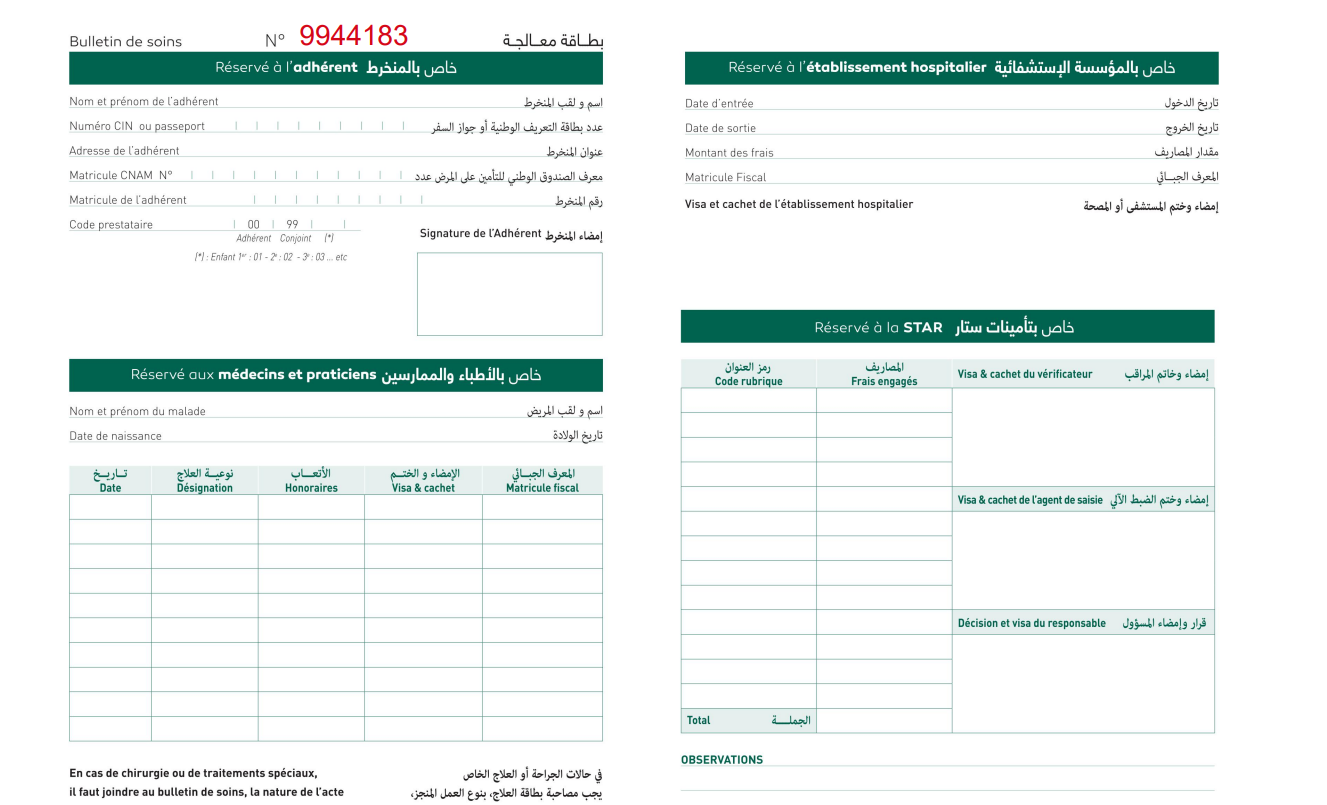 Bulletin de soins N° 9944183 بطـاقة معـالجـة
Réservé à l'adhérent خاص بالمنخرط
Nom et prénom de l'adhérent اسم و لقب المنخرط
Numéro CIN ou passeport عدد بطاقة التعريف الوطنية أو جواز السفر
Adresse de l'adhérent عنوان المنخرط
Matricule CNAM N° معرف الصندوق الوطني للتأمين على المرض عدد
Matricule de l'adhérent رقم المنخرط
Code prestataire 00 99
Adhérent Conjoint (*)
(*) : Enfant 1er : 01 - 2e : 02 - 3e : 03 ... etc
Signature de l'Adhérent إمضاء المنخرط
Réservé aux médecins et praticiens خاص بالأطباء والممارسين
Nom et prénom du malade اسم و لقب المريض
Date de naissance تاريخ الولادة
تـاريـخ نوعيـة العلاج الأتعـاب الإمضاء و الختـم المعرف الجبـائي
Date Désignation Honoraires Visa & cachet Matricule fiscal
En cas de chirurgie ou de traitements spéciaux, في حالات الجراحة أو العلاج الخاص
il faut joindre au bulletin de soins, la nature de l'acte يجب مصاحبة بطاقة العلاج، بنوع العمل المنجز،
Réservé à l'établissement hospitalier خاص بالمؤسسة الإستشفائية
Date d'entrée تاريخ الدخول
Date de sortie تاريخ الخروج
Montant des frais مقدار المصاريف
Matricule Fiscal المعرف الجبـائي
Visa et cachet de l'établissement hospitalier إمضاء وختم المستشفى أو المصحة
Réservé à la STAR خاص بتأمينات ستار
رمز العنوان المصاريف
Code rubrique Frais engagés
Visa & cachet du vérificateur إمضاء وخاتم المراقب
Visa & cachet de l'agent de saisie إمضاء وختم الضبط الآلي
Décision et visa du responsable قرار وإمضاء المسؤول
Total الجملـــة
OBSERVATIONS